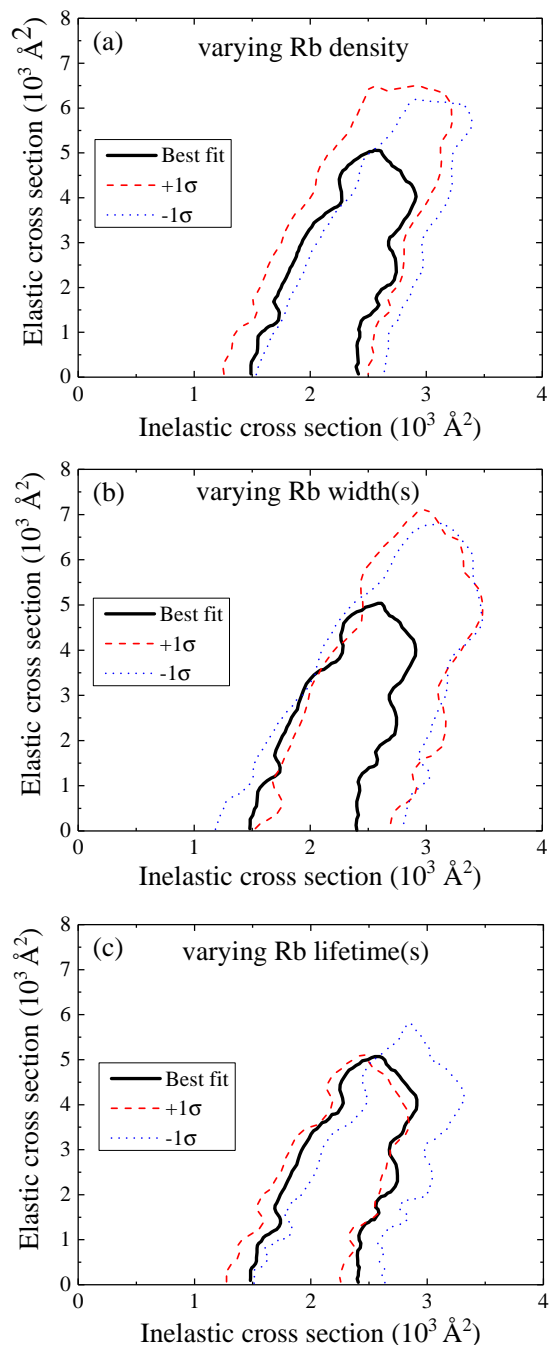 (a)
varying Rb density
Elastic cross section (10³ Å²)
8
7
6
5
4
3
2
1
0
Best fit
+1σ
-1σ
0 1 2 3 4
Inelastic cross section (10³ Å²)
(b)
varying Rb width(s)
Elastic cross section (10³ Å²)
8
7
6
5
4
3
2
1
0
Best fit
+1σ
-1σ
0 1 2 3 4
Inelastic cross section (10³ Å²)
(c)
varying Rb lifetime(s)
Elastic cross section (10³ Å²)
8
7
6
5
4
3
2
1
0
Best fit
+1σ
-1σ
0 1 2 3 4
Inelastic cross section (10³ Å²)